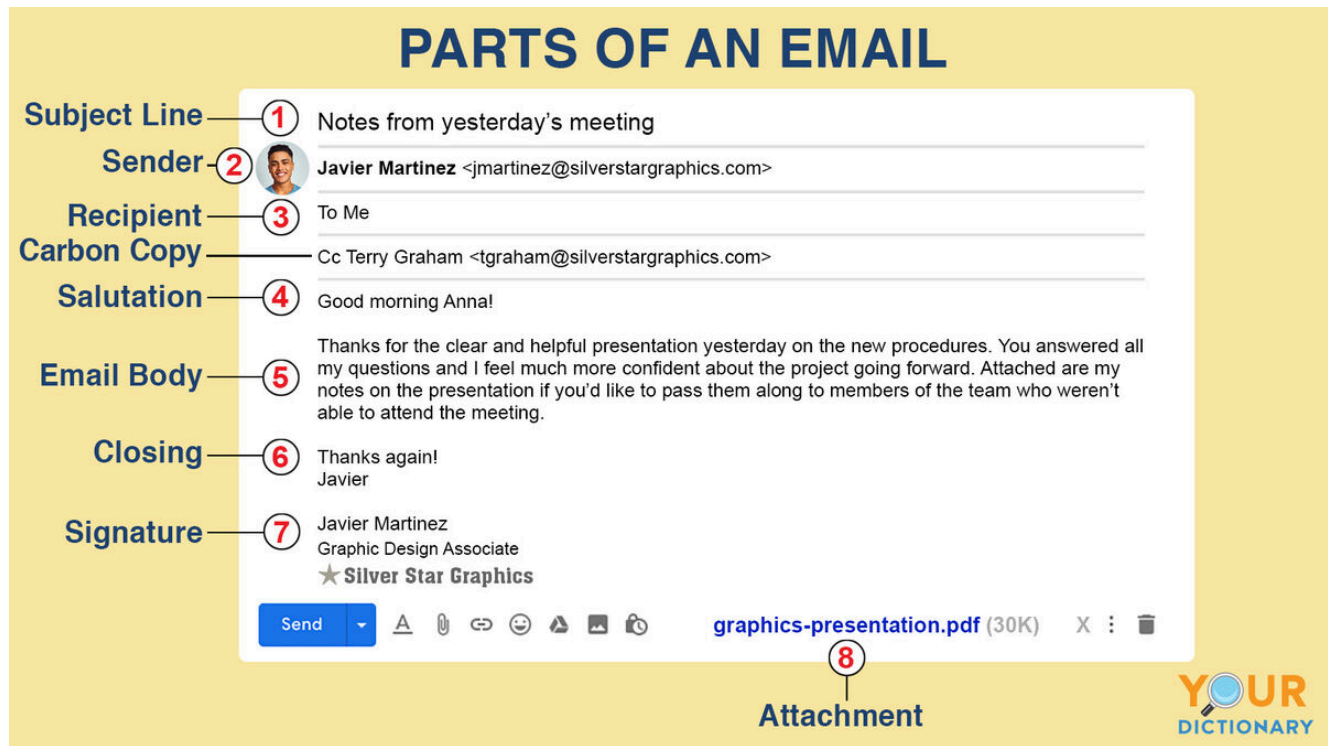 PARTS OF AN EMAIL
Subject Line 1 Notes from yesterday’s meeting
Sender 2 Javier Martinez <jmartinez@silverstargraphics.com>
Recipient 3 To Me
Carbon Copy Cc Terry Graham <tgraham@silverstargraphics.com>
Salutation 4 Good morning Anna!
Thanks for the clear and helpful presentation yesterday on the new procedures. You answered all
Email Body 5 my questions and I feel much more confident about the project going forward. Attached are my
notes on the presentation if you’d like to pass them along to members of the team who weren’t
able to attend the meeting.
Closing 6 Thanks again!
Javier
Signature 7 Javier Martinez
Graphic Design Associate
Silver Star Graphics
Send A graphics-presentation.pdf (30K) X
8
Attachment
YOUR
DICTIONARY